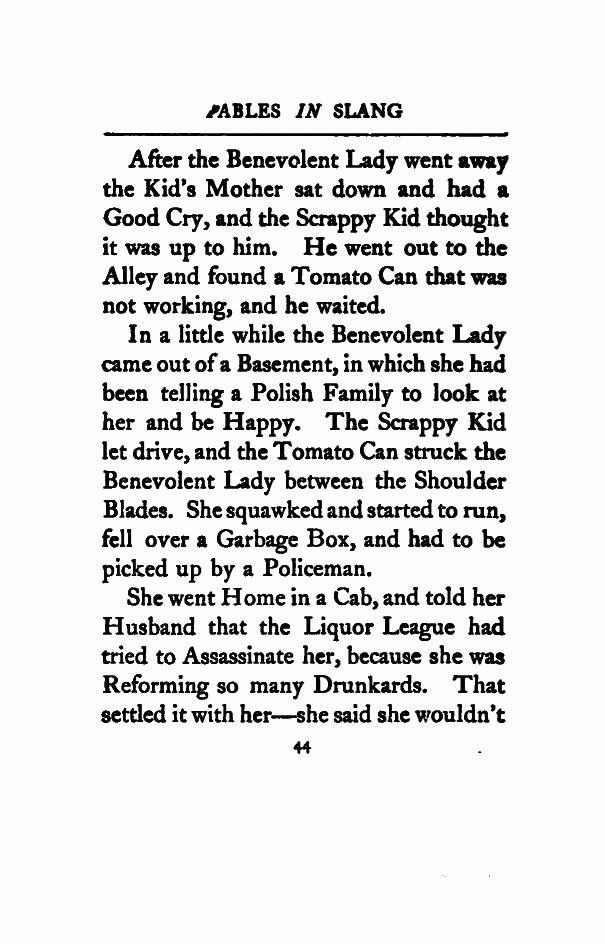 FABLES IN SLANG
After the Benevolent Lady went away
the Kid's Mother sat down and had a
Good Cry, and the Scrappy Kid thought
it was up to him. He went out to the
Alley and found a Tomato Can that was
not working, and he waited.
In a little while the Benevolent Lady
came out of a Basement, in which she had
been telling a Polish Family to look at
her and be Happy. The Scrappy Kid
let drive, and the Tomato Can struck the
Benevolent Lady between the Shoulder
Blades. She squawked and started to run,
fell over a Garbage Box, and had to be
picked up by a Policeman.
She went Home in a Cab, and told her
Husband that the Liquor League had
tried to Assassinate her, because she was
Reforming so many Drunkards. That
settled it with her—she said she wouldn't
44